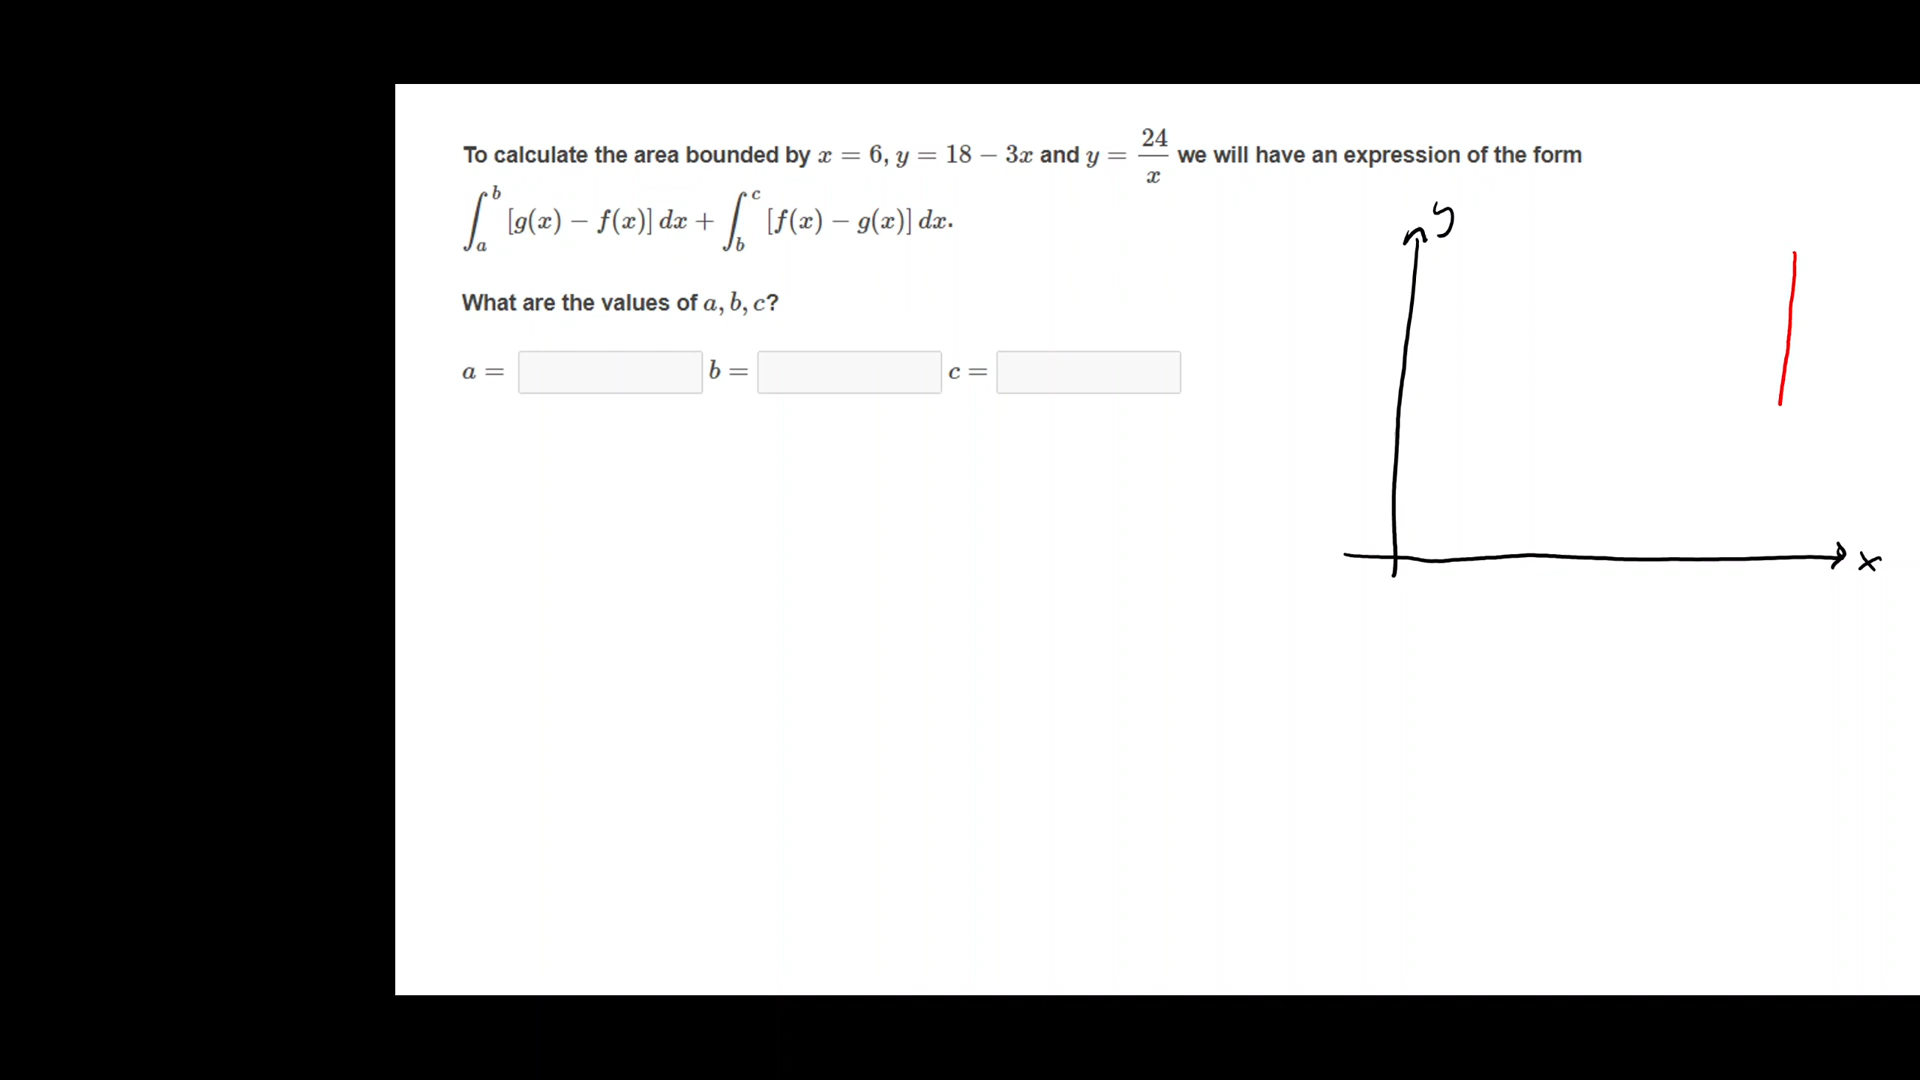 To calculate the area bounded by x = 6, y = 18 − 3x and y = 24/x we will have an expression of the form
∫_a^b [g(x) − f(x)] dx + ∫_b^c [f(x) − g(x)] dx.
What are the values of a, b, c?
a = b = c =
y
x